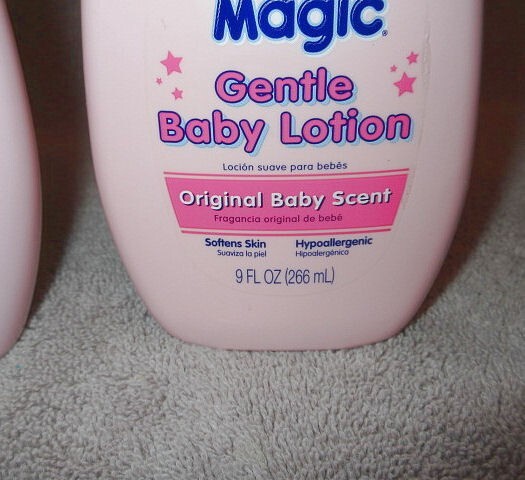 Magic®
Gentle
Baby Lotion
Loción suave para bebés
Original Baby Scent
Fragancia original de bebé
Softens Skin Hypoallergenic
Suaviza la piel Hipoalergénico
9 FL OZ (266 mL)